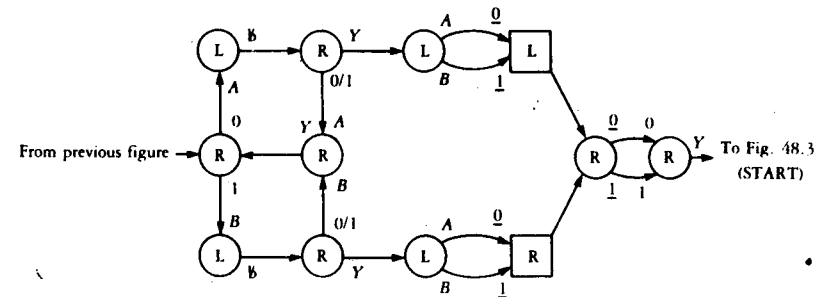 A 0 A 0
ɏ Y
L R L L
B 1
A 0/1
0 Y A 0 0
From previous figure R R R R Y To Fig. 48.3
(START)
1 B 1 1
B 0/1 A 0
L R L R
ɏ Y
B 1